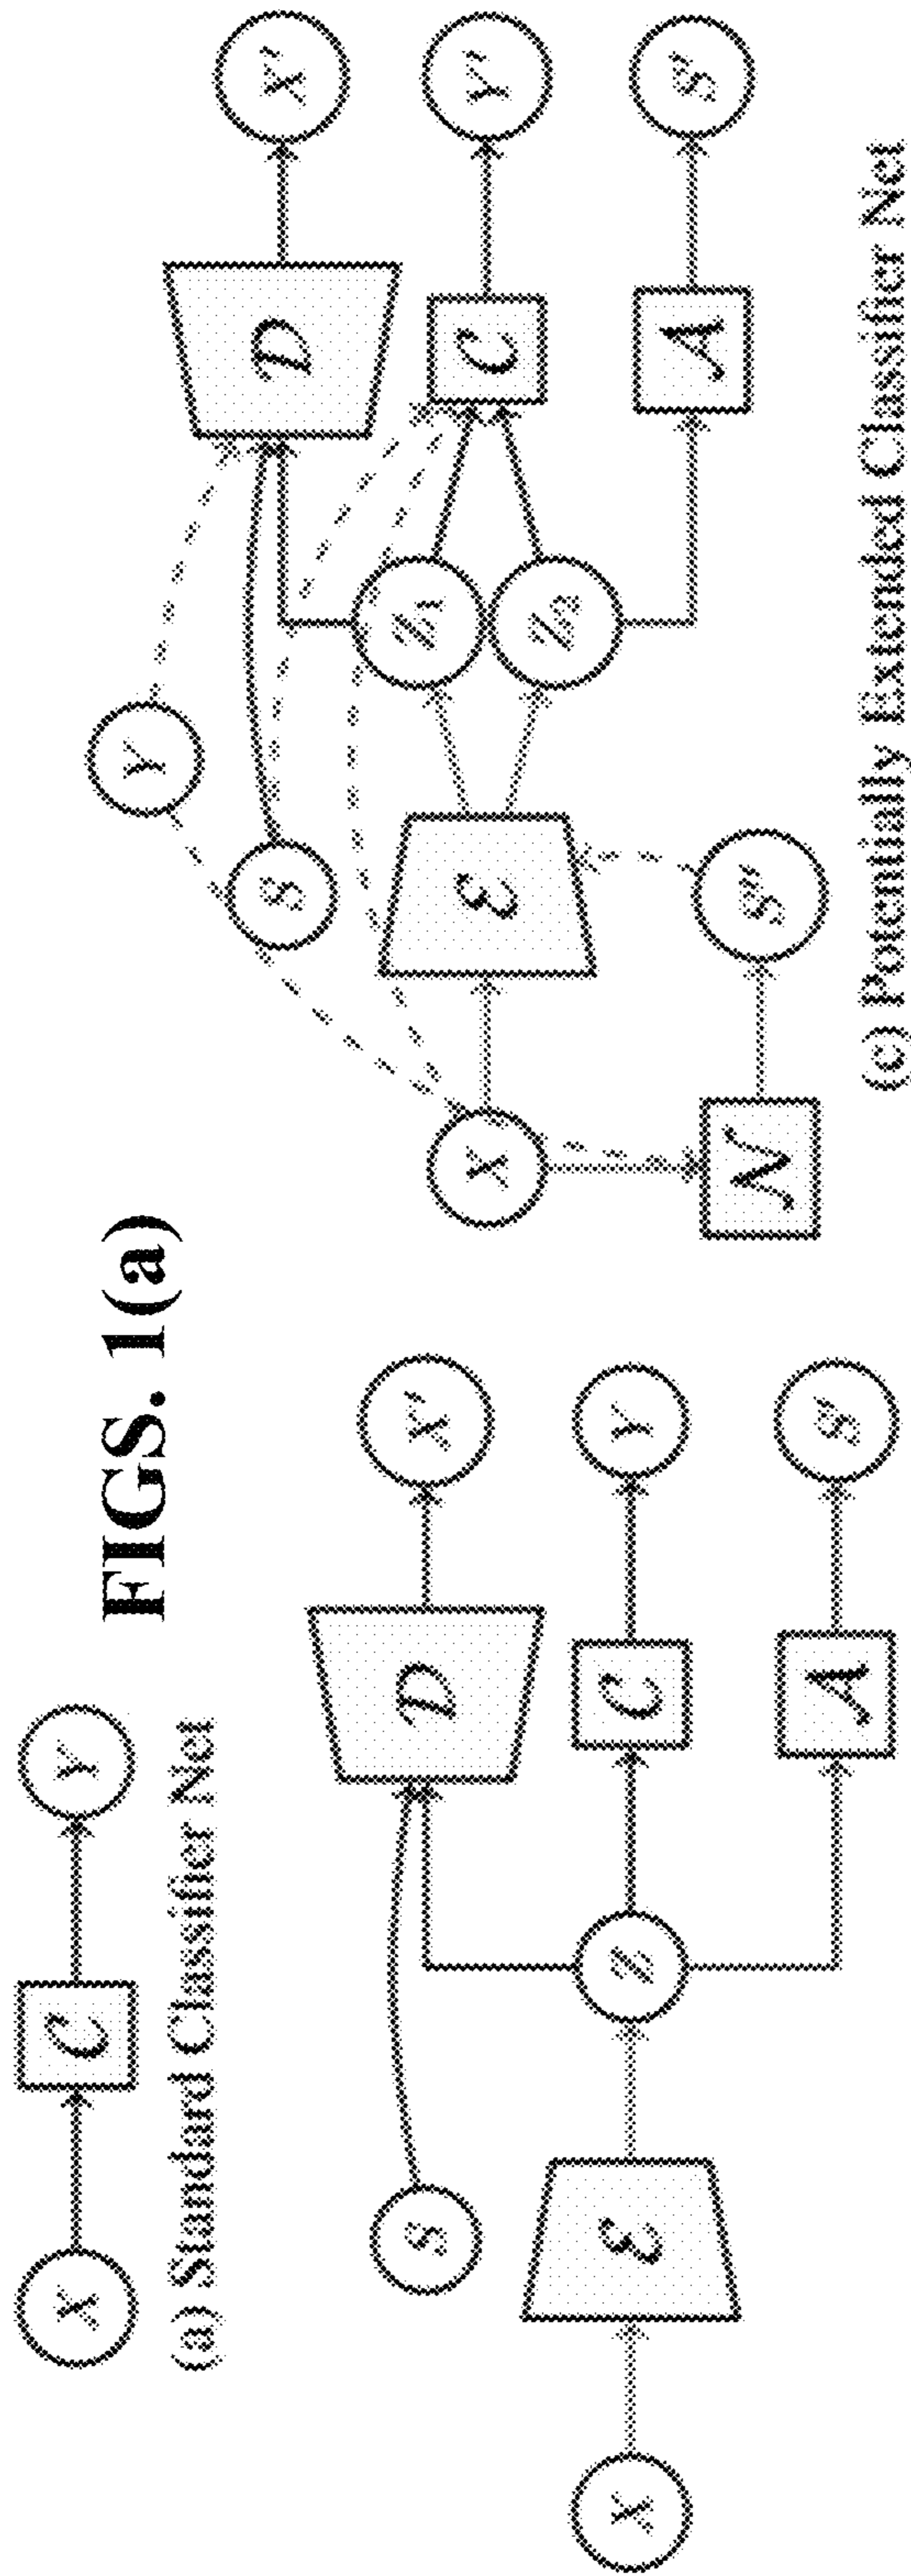 X C Y
(a) Standard Classifier Net
FIGS. 1(a)
S D X'
X E Z C Y
A S'
Y
S D X'
X E Z₁ C Y'
Z₂
N S" A S'
(c) Potentially Extended Classifier Net